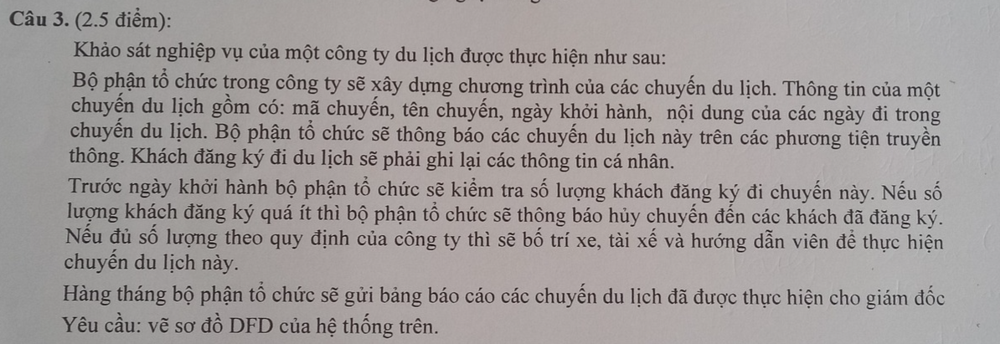 Câu 3. (2.5 điểm):
Khảo sát nghiệp vụ của một công ty du lịch được thực hiện như sau:
Bộ phận tổ chức trong công ty sẽ xây dựng chương trình của các chuyến du lịch. Thông tin của một
chuyến du lịch gồm có: mã chuyến, tên chuyến, ngày khởi hành, nội dung của các ngày đi trong
chuyến du lịch. Bộ phận tổ chức sẽ thông báo các chuyến du lịch này trên các phương tiện truyền
thông. Khách đăng ký đi du lịch sẽ phải ghi lại các thông tin cá nhân.
Trước ngày khởi hành bộ phận tổ chức sẽ kiểm tra số lượng khách đăng ký đi chuyến này. Nếu số
lượng khách đăng ký quá ít thì bộ phận tổ chức sẽ thông báo hủy chuyến đến các khách đã đăng ký.
Nếu đủ số lượng theo quy định của công ty thì sẽ bố trí xe, tài xế và hướng dẫn viên để thực hiện
chuyến du lịch này.
Hàng tháng bộ phận tổ chức sẽ gửi bảng báo cáo các chuyến du lịch đã được thực hiện cho giám đốc
Yêu cầu: vẽ sơ đồ DFD của hệ thống trên.